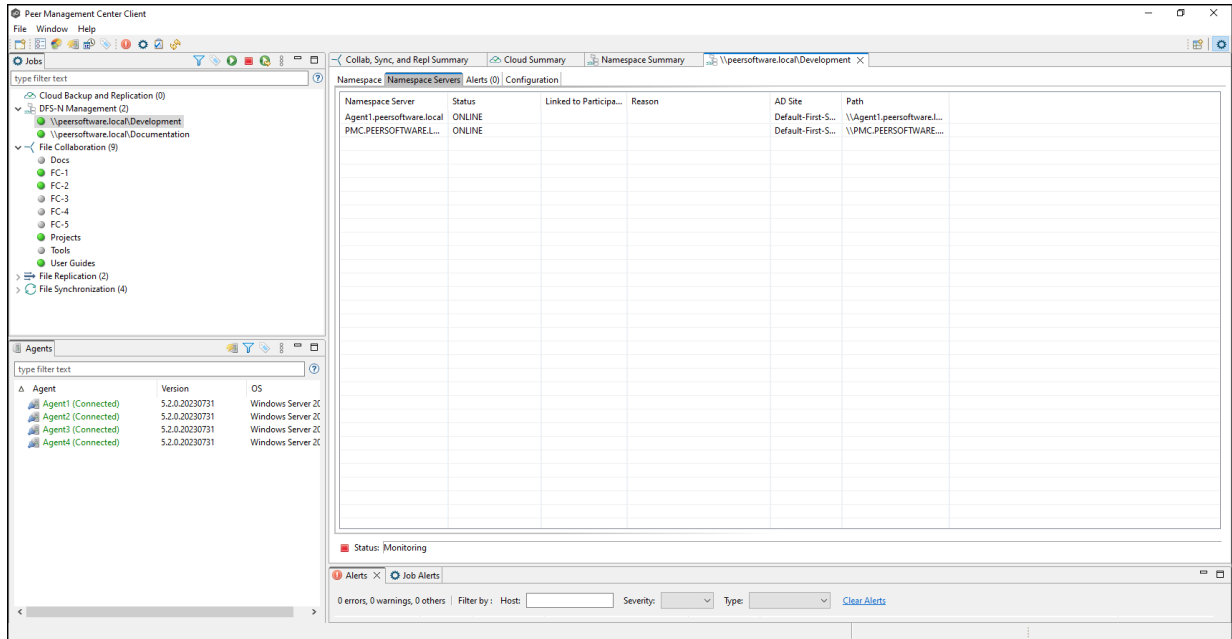 Peer Management Center Client
File Window Help
Jobs
type filter text
Cloud Backup and Replication (0)
DFS-N Management (2)
\\peersoftware.local\Development
\\peersoftware.local\Documentation
File Collaboration (9)
Docs
FC-1
FC-2
FC-3
FC-4
FC-5
Projects
Tools
User Guides
File Replication (2)
File Synchronization (4)
Agents
type filter text
Agent Version OS
Agent1 (Connected) 5.2.0.20230731 Windows Server 20
Agent2 (Connected) 5.2.0.20230731 Windows Server 20
Agent3 (Connected) 5.2.0.20230731 Windows Server 20
Agent4 (Connected) 5.2.0.20230731 Windows Server 20
Collab, Sync, and Repl Summary Cloud Summary Namespace Summary \\peersoftware.local\Development
Namespace Namespace Servers Alerts (0) Configuration
Namespace Server Status Linked to Participa... Reason AD Site Path
Agent1.peersoftware.local ONLINE Default-First-S... \\Agent1.peersoftware.l...
PMC.PEERSOFTWARE.L... ONLINE Default-First-S... \\PMC.PEERSOFTWARE....
Status: Monitoring
Alerts Job Alerts
0 errors, 0 warnings, 0 others Filter by : Host: Severity: Type: Clear Alerts